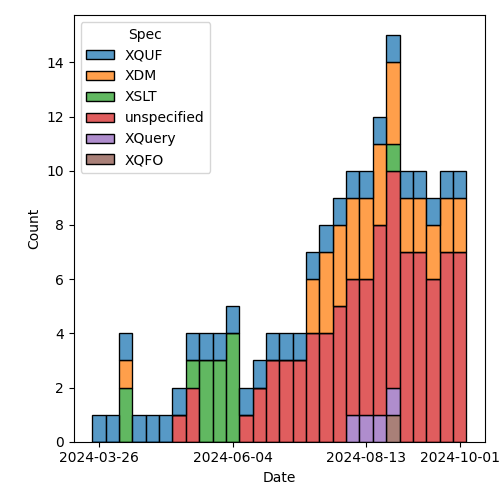 Spec
XQUF
XDM
XSLT
unspecified
XQuery
XQFO
14
12
10
8
6
4
2
0
Count
2024-03-26 2024-06-04 2024-08-13 2024-10-01
Date